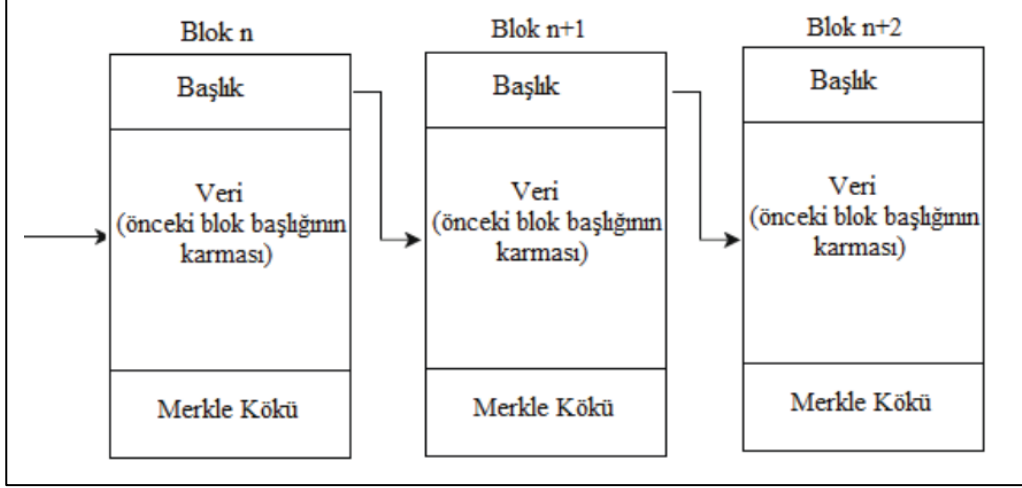 Blok n
Başlık
Veri
(önceki blok başlığının
karması)
Merkle Kökü
Blok n+1
Başlık
Veri
(önceki blok başlığının
karması)
Merkle Kökü
Blok n+2
Başlık
Veri
(önceki blok başlığının
karması)
Merkle Kökü